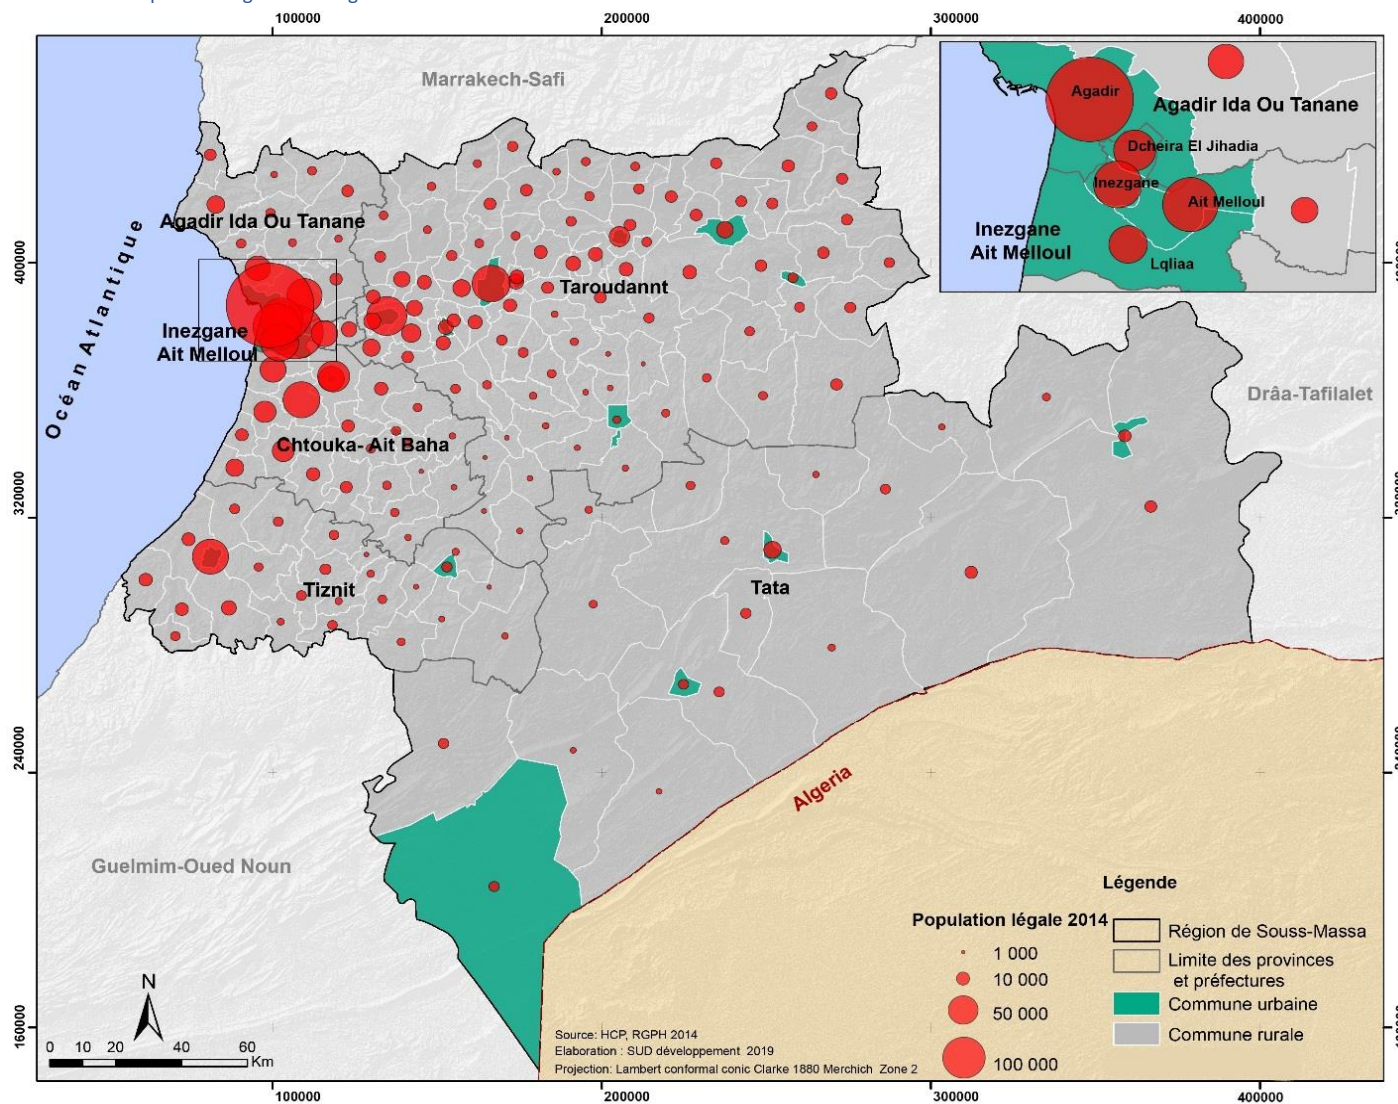 100000 200000 300000 400000
Marrakech-Safi
Agadir
Agadir Ida Ou Tanane
Dcheira El Jihadia
Inezgane
Ait Melloul
Inezgane
Ait Melloul
Lqliaa
Océan Atlantique
Agadir Ida Ou Tanane
400000
Taroudannt
Inezgane
Ait Melloul
Drâa-Tafilalet
Chtouka- Ait Baha
320000
Tiznit
Tata
240000
Algeria
Guelmim-Oued Noun
Légende
Population légale 2014
1 000
10 000
50 000
100 000
Région de Souss-Massa
Limite des provinces
et préfectures
Commune urbaine
Commune rurale
N
160000
0 10 20 40 60
Km
Source: HCP, RGPH 2014
Elaboration : SUD développement 2019
Projection: Lambert conformal conic Clarke 1880 Merchich Zone 2
100000 200000 300000 400000